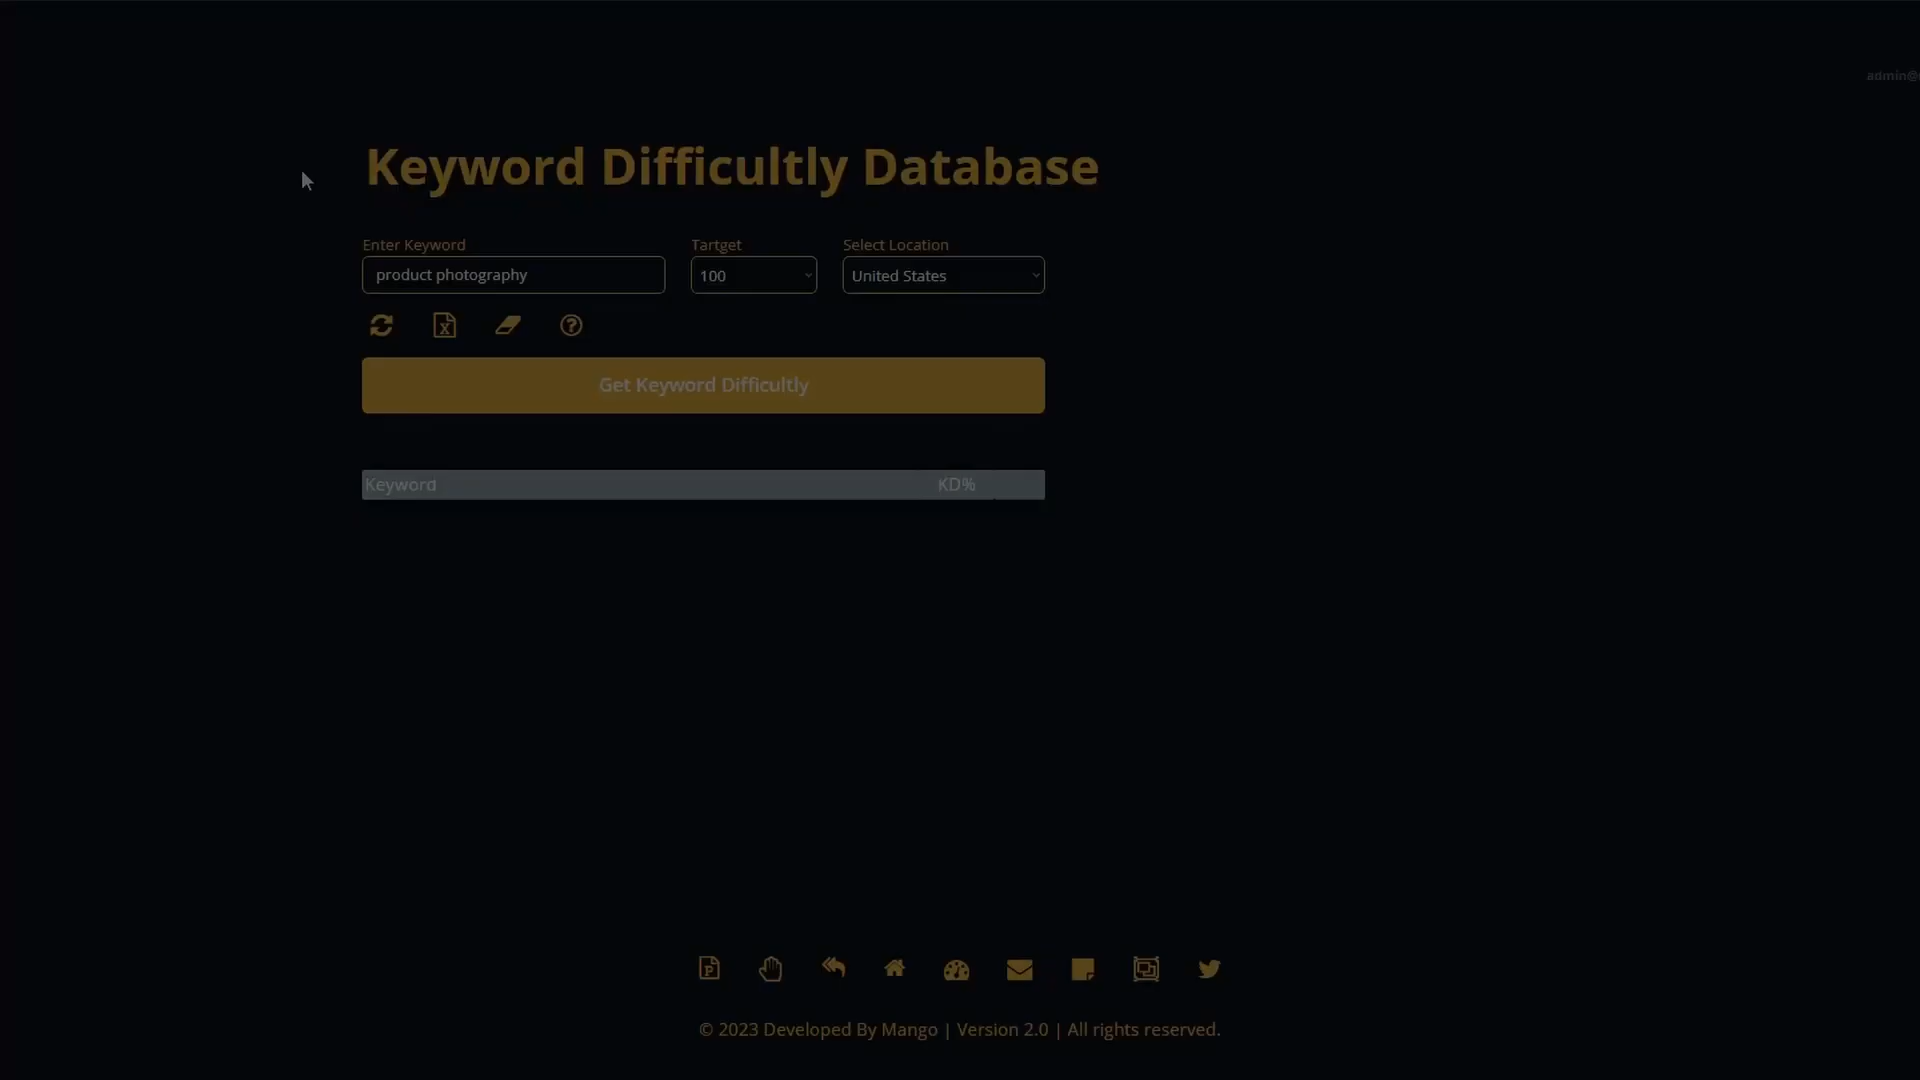 admin@
Keyword Difficultly Database
Enter Keyword
Tartget
Select Location
product photography
100
United States
Get Keyword Difficultly
Keyword
KD%
© 2023 Developed By Mango | Version 2.0 | All rights reserved.